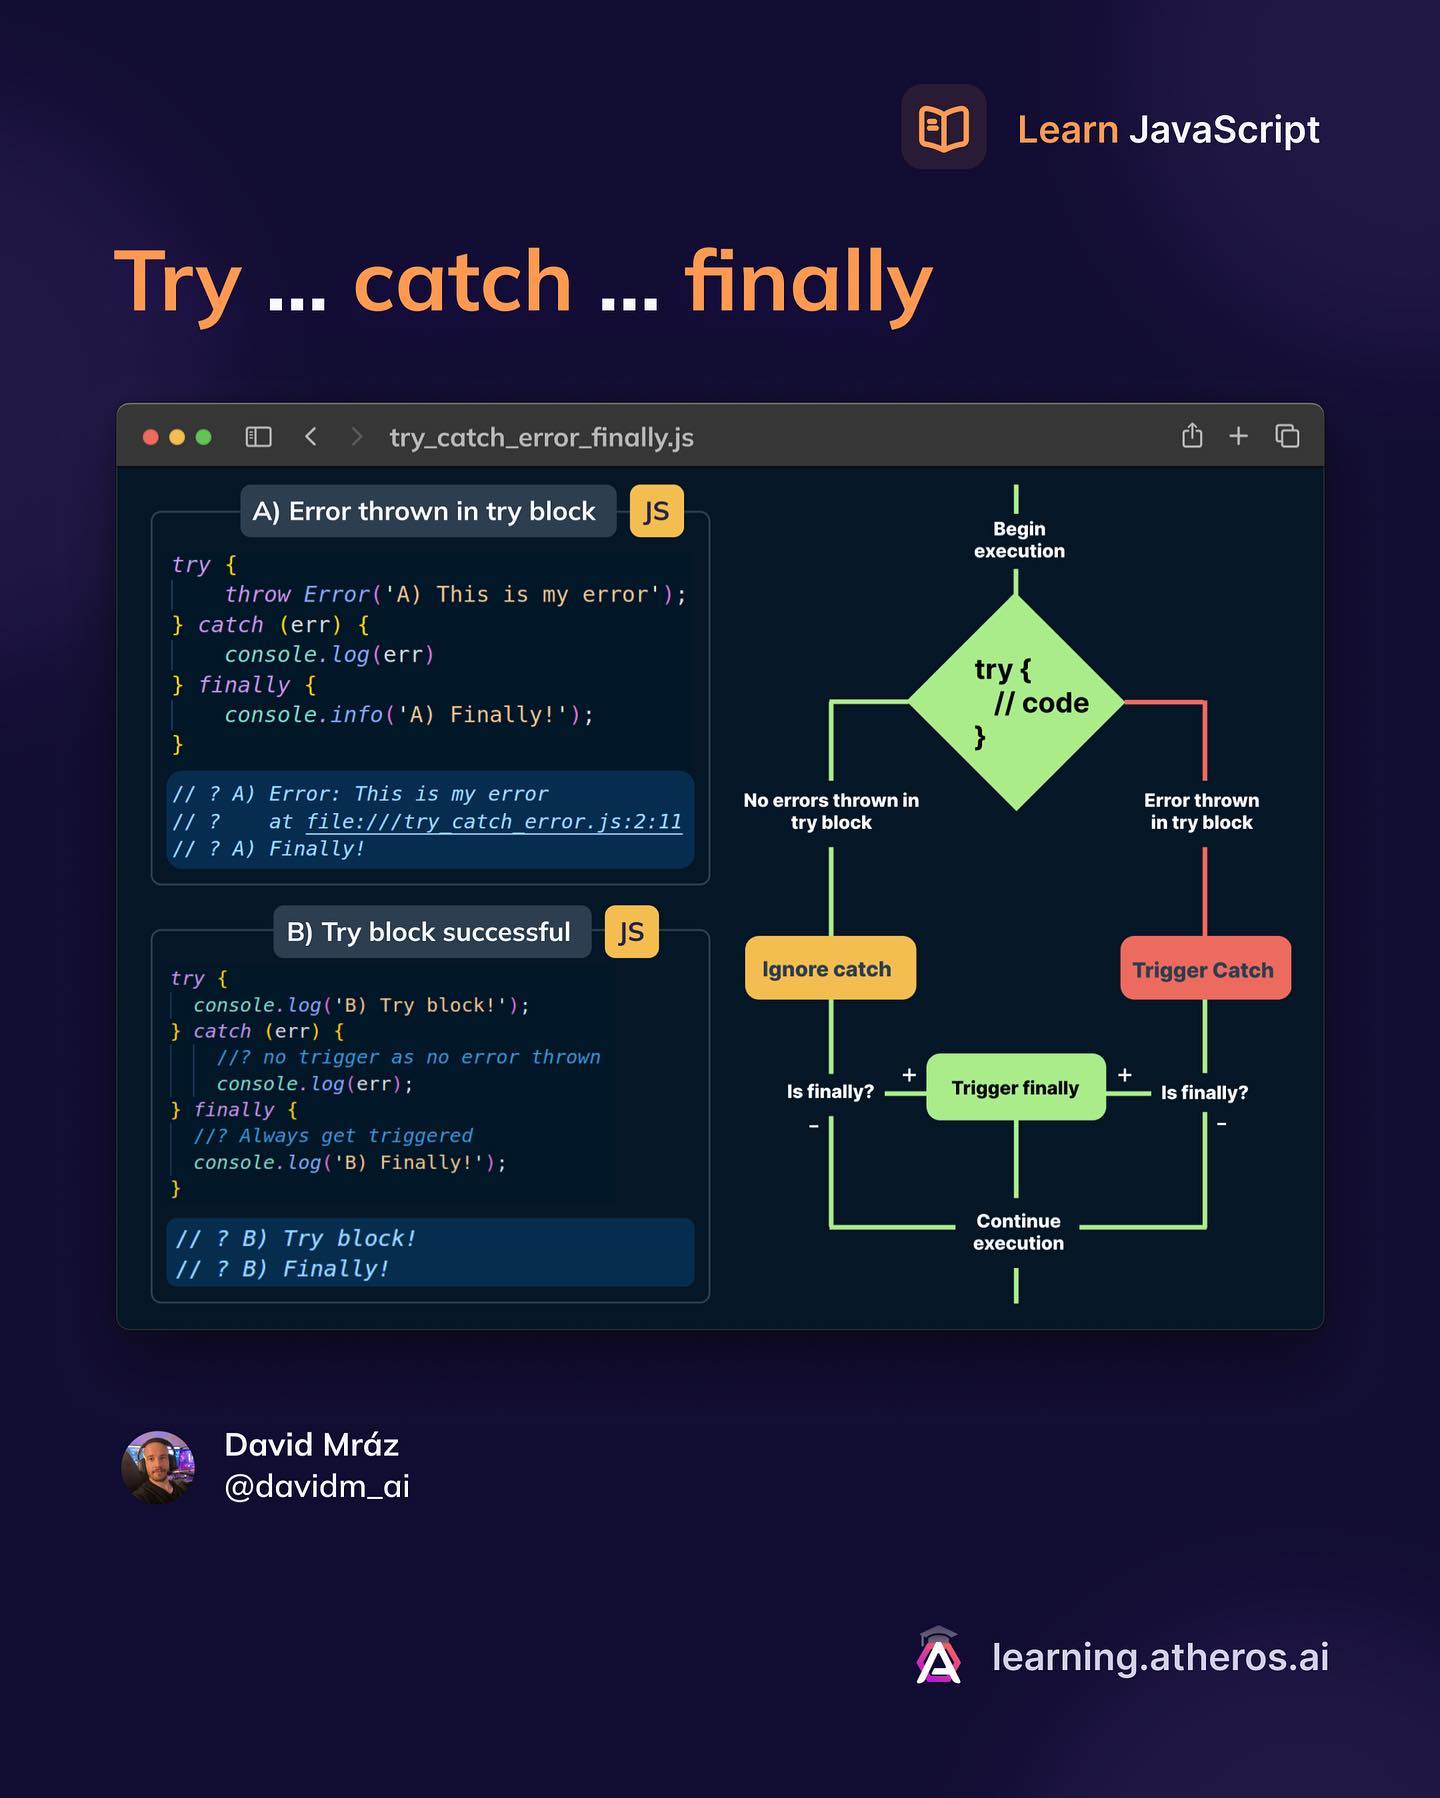 Learn JavaScript
Try ... catch ... finally
try_catch_error_finally.js
A) Error thrown in try block
JS
try {
throw Error('A) This is my error');
} catch (err) {
console.log(err)
} finally {
console.info('A) Finally!');
}
// ? A) Error: This is my error
// ? at file:///try_catch_error.js:2:11
// ? A) Finally!
B) Try block successful
JS
try {
console.log('B) Try block!');
} catch (err) {
//? no trigger as no error thrown
console.log(err);
} finally {
//? Always get triggered
console.log('B) Finally!');
}
// ? B) Try block!
// ? B) Finally!
Begin
execution
try {
// code
}
No errors thrown in
try block
Error thrown
in try block
Ignore catch
Trigger Catch
Is finally?
+
Trigger finally
+
Is finally?
-
-
Continue
execution
David Mráz
@davidm_ai
learning.atheros.ai